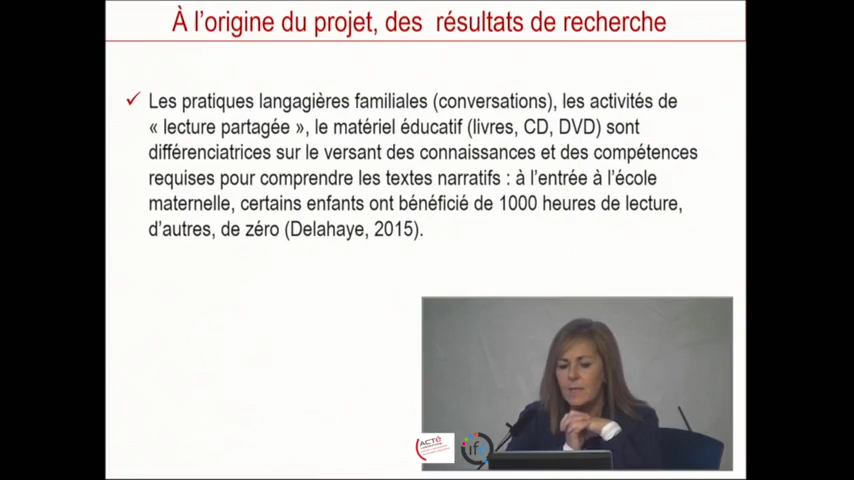 À l'origine du projet, des résultats de recherche
✓ Les pratiques langagières familiales (conversations), les activités de
« lecture partagée », le matériel éducatif (livres, CD, DVD) sont
différenciatrices sur le versant des connaissances et des compétences
requises pour comprendre les textes narratifs : à l'entrée à l'école
maternelle, certains enfants ont bénéficié de 1000 heures de lecture,
d'autres, de zéro (Delahaye, 2015).
ACTé
ifé